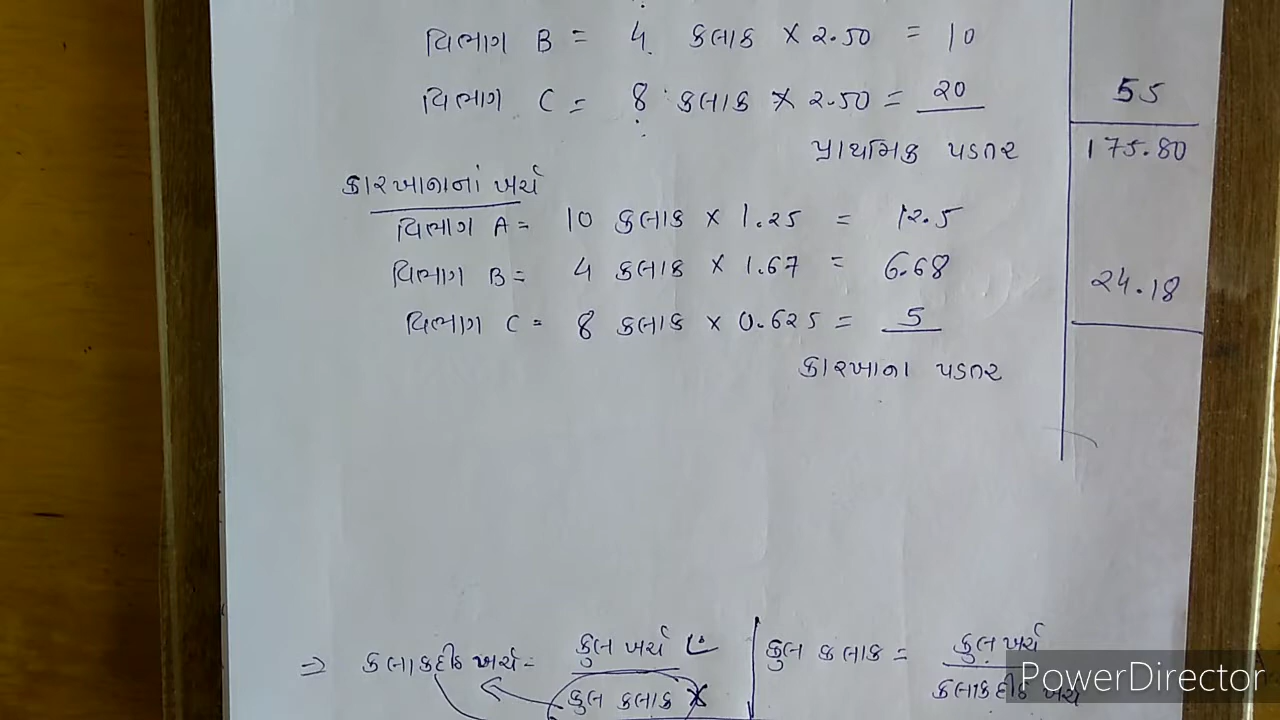 વિભાગ B = 4 કલાક × 2.50 = 10
વિભાગ C = 8 કલાક × 2.50 = 20 55
પ્રાથમિક પડતર 175.80
કારખાનાનાં ખર્ચ
વિભાગ A = 10 કલાક × 1.25 = 12.5
વિભાગ B = 4 કલાક × 1.67 = 6.68 24.18
વિભાગ C = 8 કલાક × 0.625 = 5
કારખાના પડતર
⇒ કલાકદીઠ ખર્ચ = કુલ ખર્ચ
કુલ કલાક ×
કુલ કલાક = કુલ ખર્ચ
કલાકદીઠ ખર્ચ
PowerDirector